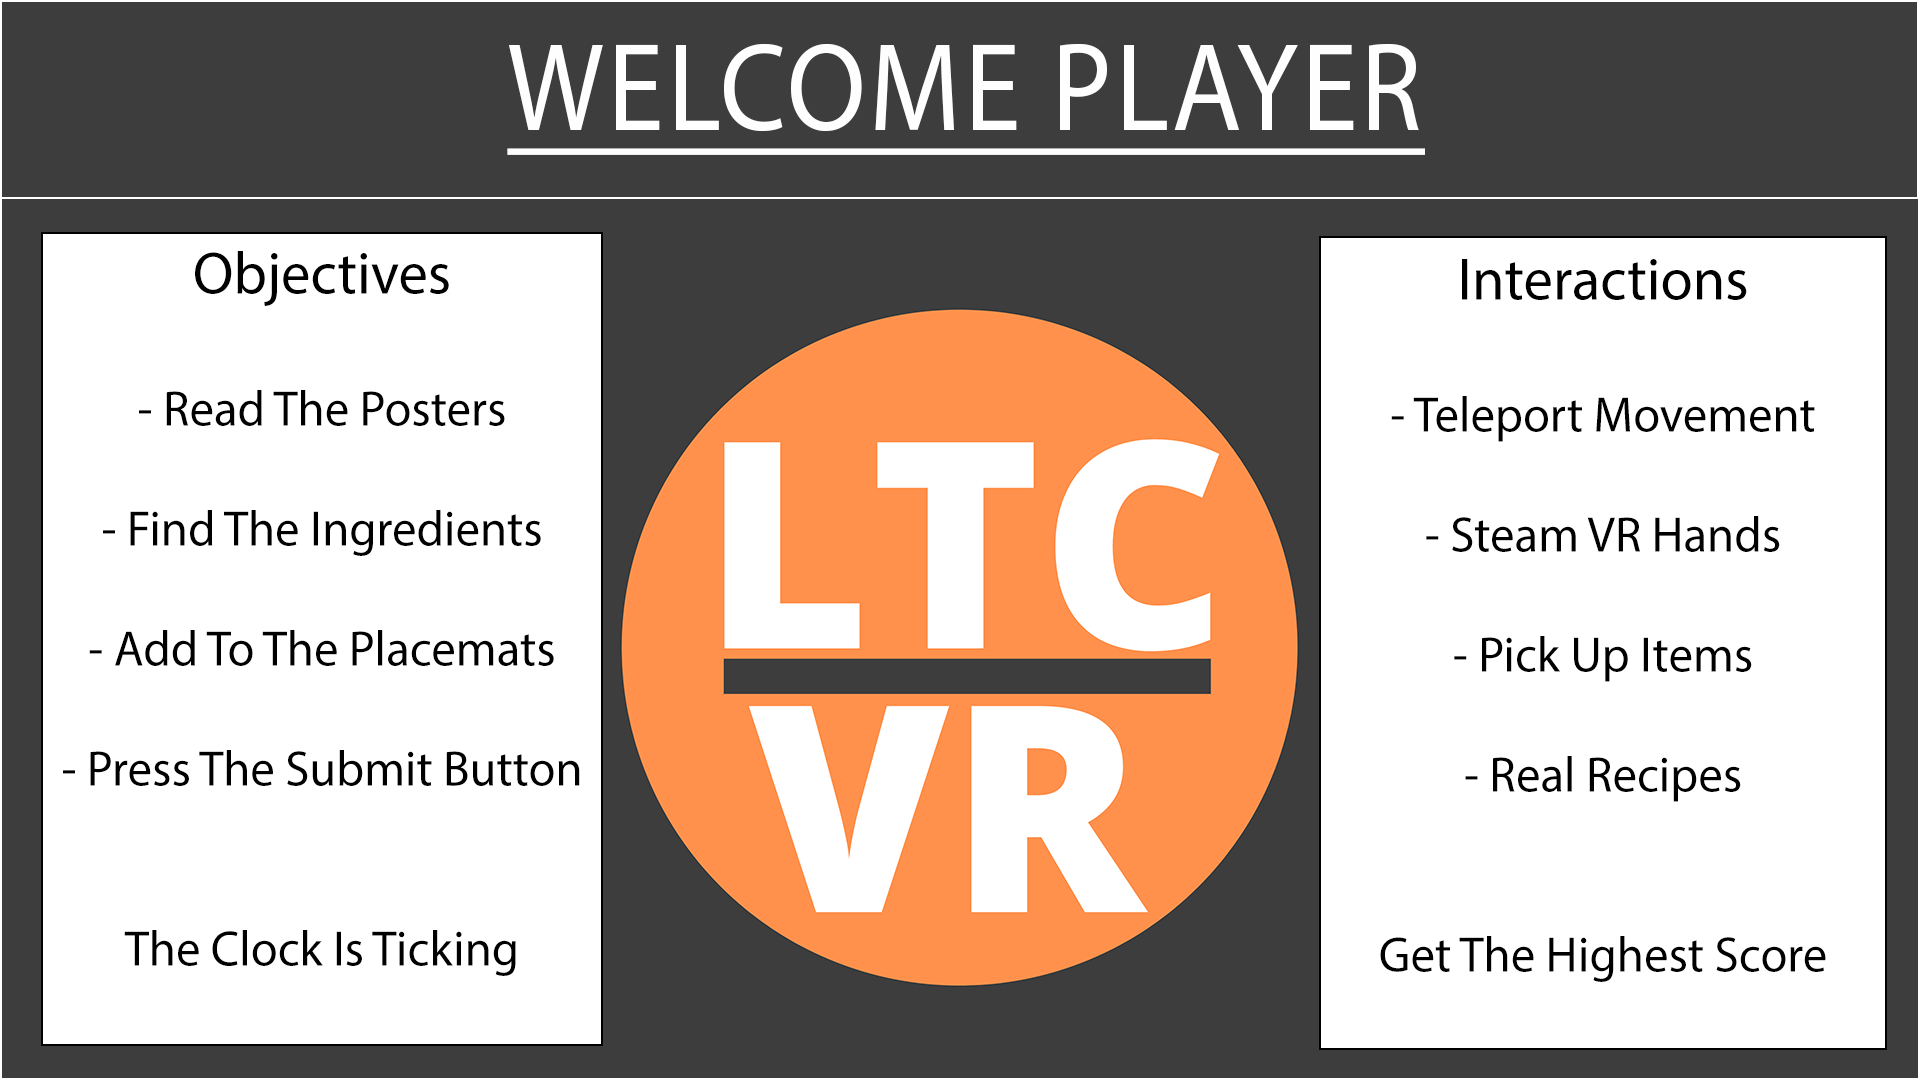 WELCOME PLAYER
Objectives
- Read The Posters
- Find The Ingredients
- Add To The Placemats
- Press The Submit Button
The Clock Is Ticking
LTC
VR
Interactions
- Teleport Movement
- Steam VR Hands
- Pick Up Items
- Real Recipes
Get The Highest Score